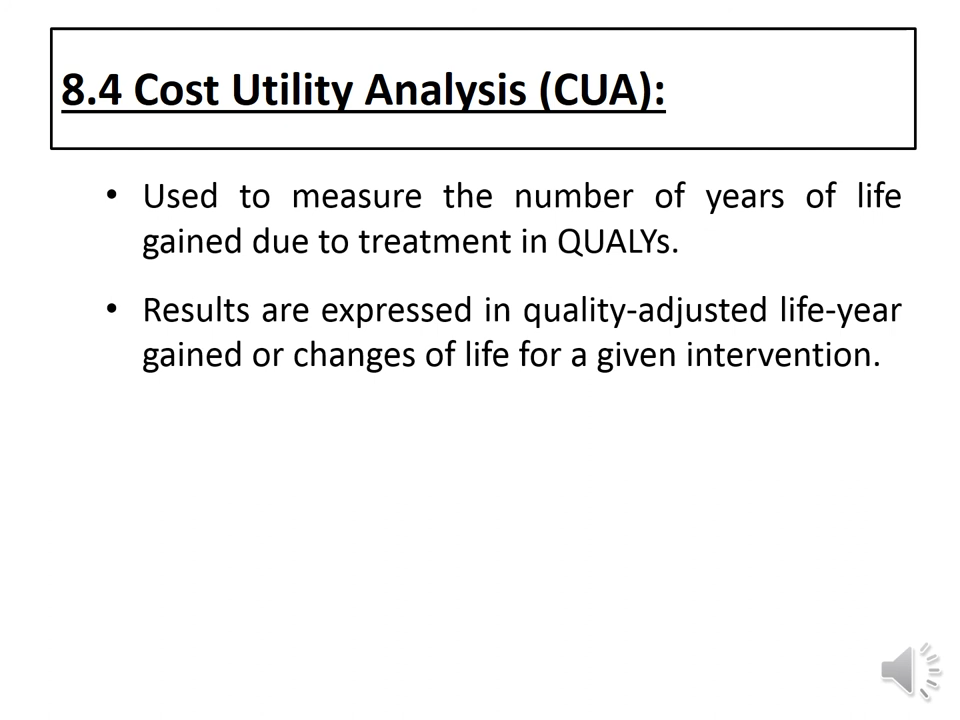 8.4 Cost Utility Analysis (CUA):
• Used to measure the number of years of life
gained due to treatment in QUALYs.
• Results are expressed in quality-adjusted life-year
gained or changes of life for a given intervention.